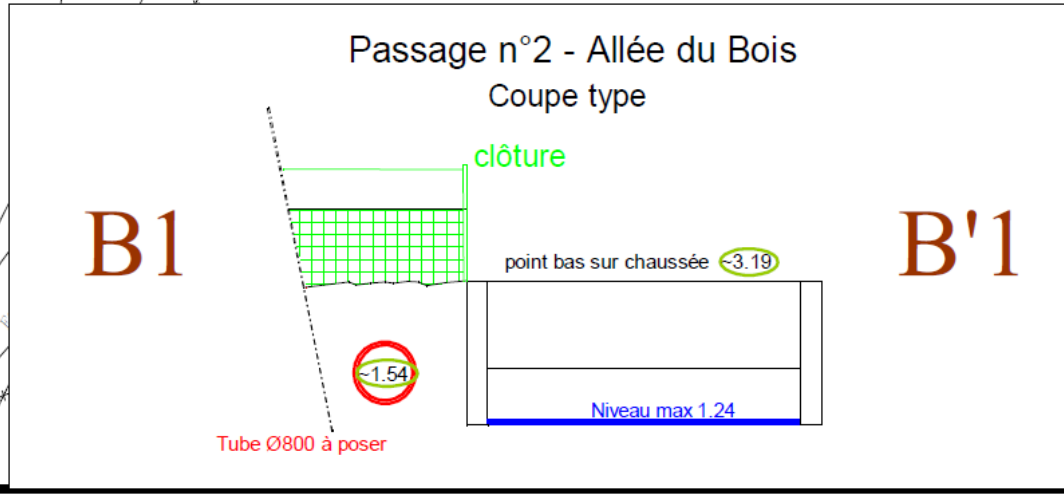 Passage n°2 - Allée du Bois
Coupe type
clôture
B1
B'1
point bas sur chaussée ~3.19
~1.54
Niveau max 1.24
Tube Ø800 à poser